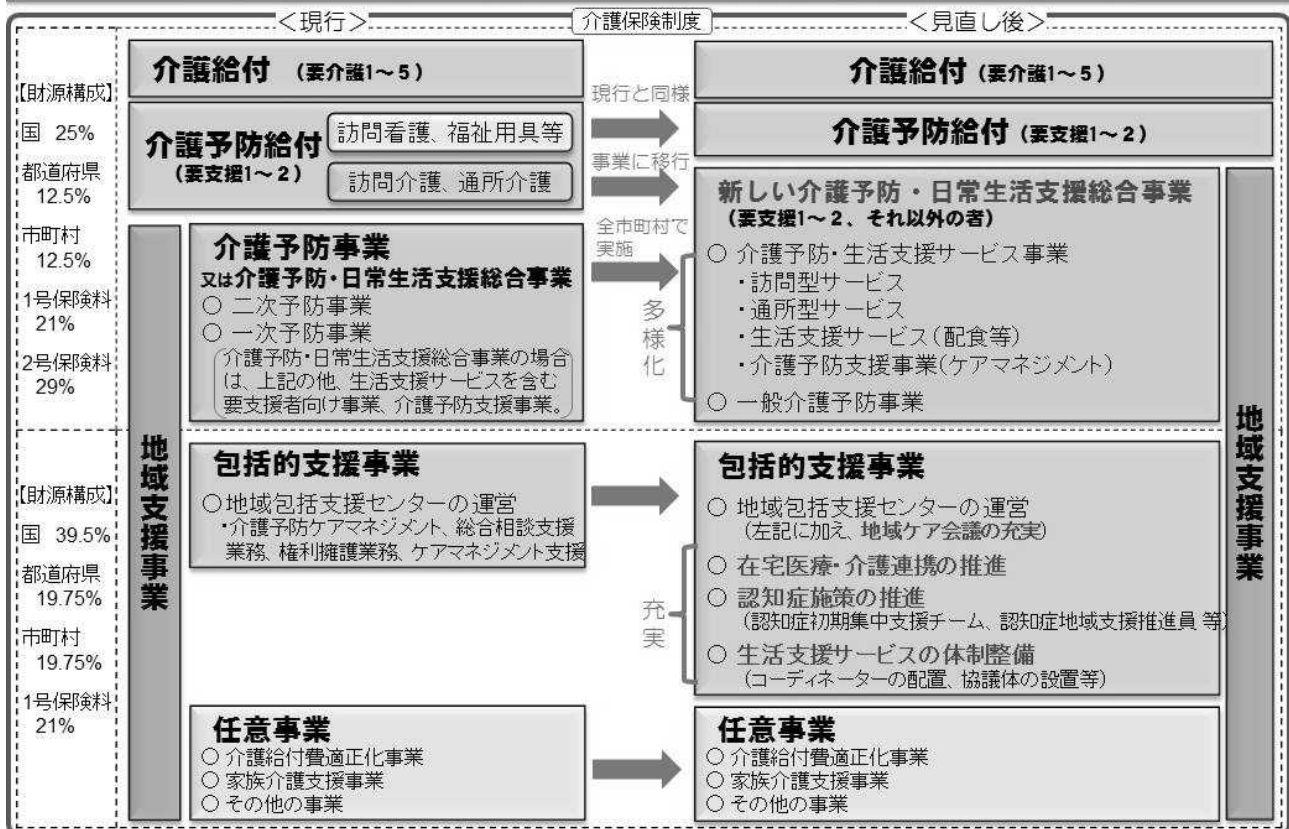 ＜現行＞
介護保険制度
＜見直し後＞
【財源構成】
国 25%
都道府県
12.5%
市町村
12.5%
1号保険料
21%
2号保険料
29%
【財源構成】
国 39.5%
都道府県
19.75%
市町村
19.75%
1号保険料
21%
介護給付 （要介護1～5）
介護予防給付
（要支援1～2）
訪問看護、福祉用具等
訪問介護、通所介護
地域支援事業
介護予防事業
又は介護予防・日常生活支援総合事業
○ 二次予防事業
○ 一次予防事業
介護予防・日常生活支援総合事業の場合
は、上記の他、生活支援サービスを含む
要支援者向け事業、介護予防支援事業。
包括的支援事業
○地域包括支援センターの運営
・介護予防ケアマネジメント、総合相談支援
業務、権利擁護業務、ケアマネジメント支援
任意事業
○ 介護給付費適正化事業
○ 家族介護支援事業
○ その他の事業
現行と同様
事業に移行
全市町村で
実施
多様化
充実
介護給付（要介護1～5）
介護予防給付（要支援1～2）
新しい介護予防・日常生活支援総合事業
（要支援1～2、それ以外の者）
○ 介護予防・生活支援サービス事業
・訪問型サービス
・通所型サービス
・生活支援サービス（配食等）
・介護予防支援事業（ケアマネジメント）
○ 一般介護予防事業
包括的支援事業
○ 地域包括支援センターの運営
（左記に加え、地域ケア会議の充実）
○ 在宅医療・介護連携の推進
○ 認知症施策の推進
（認知症初期集中支援チーム、認知症地域支援推進員 等）
○ 生活支援サービスの体制整備
（コーディネーターの配置、協議体の設置等）
任意事業
○ 介護給付費適正化事業
○ 家族介護支援事業
○ その他の事業
地域支援事業